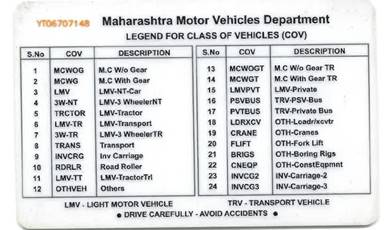 YT06707148 Maharashtra Motor Vehicles Department
LEGEND FOR CLASS OF VEHICLES (COV)
S.No COV S.No COV
1 MCWOG M.C W/o Gear 13 MCWOGT M.C W/o Gear TR
2 MCWG M.C With Gear 14 MCWGT M.C With Gear TR
3 LMV LMV-NT-Car 15 LMVPVT LMV-Private
4 3W-NT LMV-3 WheelerNT 16 PSVBUS TRV-PSV-Bus
5 TRCTOR LMV-Tractor 17 PVTBUS TRV-Private-Bus
6 LMV-TR LMV-Transport 18 LDRXCV OTH-Loadr/xcvtr
7 3W-TR LMV-3 WheelerTR 19 CRANE OTH-Cranes
8 TRANS Transport 20 FLIFT OTH-Fork Lift
9 INVCRG Inv Carriage 21 BRIGS OTH-Boring Rigs
10 RDRLR Road Roller 22 CNEQP OTH-ConstEqpmnt
11 LMV-TT LMV-TractorTrl 23 INVCG2 INV-Carriage-2
12 OTHVEH Others 24 INVCG3 INV-Carriage-3
LMV - LIGHT MOTOR VEHICLE TRV - TRANSPORT VEHICLE
● DRIVE CAREFULLY - AVOID ACCIDENTS ●